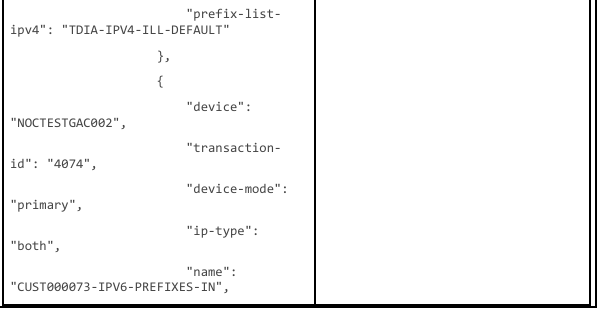 "prefix-list-
ipv4": "TDIA-IPV4-ILL-DEFAULT"
},
{
"device":
"NOCTESTGAC002",
"transaction-
id": "4074",
"device-mode":
"primary",
"ip-type":
"both",
"name":
"CUST000073-IPV6-PREFIXES-IN",